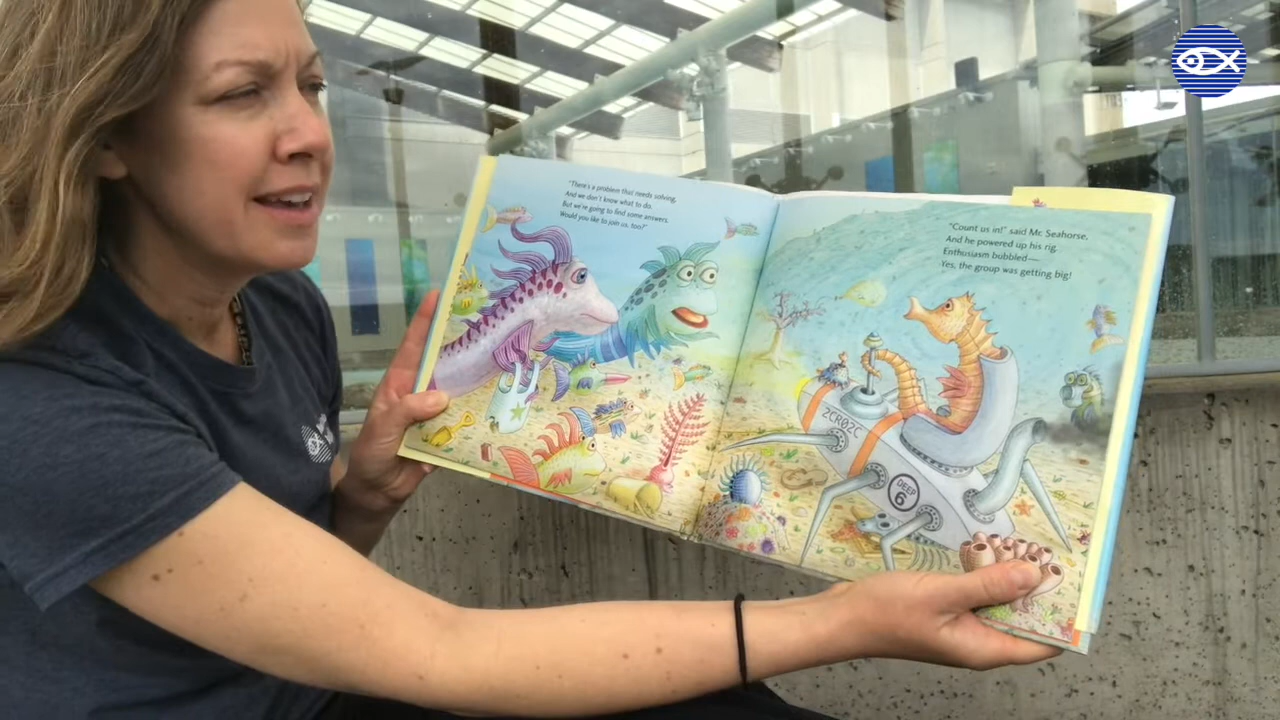 "There's a problem that needs solving,
And we don't know what to do.
But we're going to find some answers.
Would you like to join us, too?"
"Count us in!" said Mr. Seahorse,
And he powered up his rig.
Enthusiasm bubbled—
Yes, the group was getting big!
2CR02C
DEEP
6